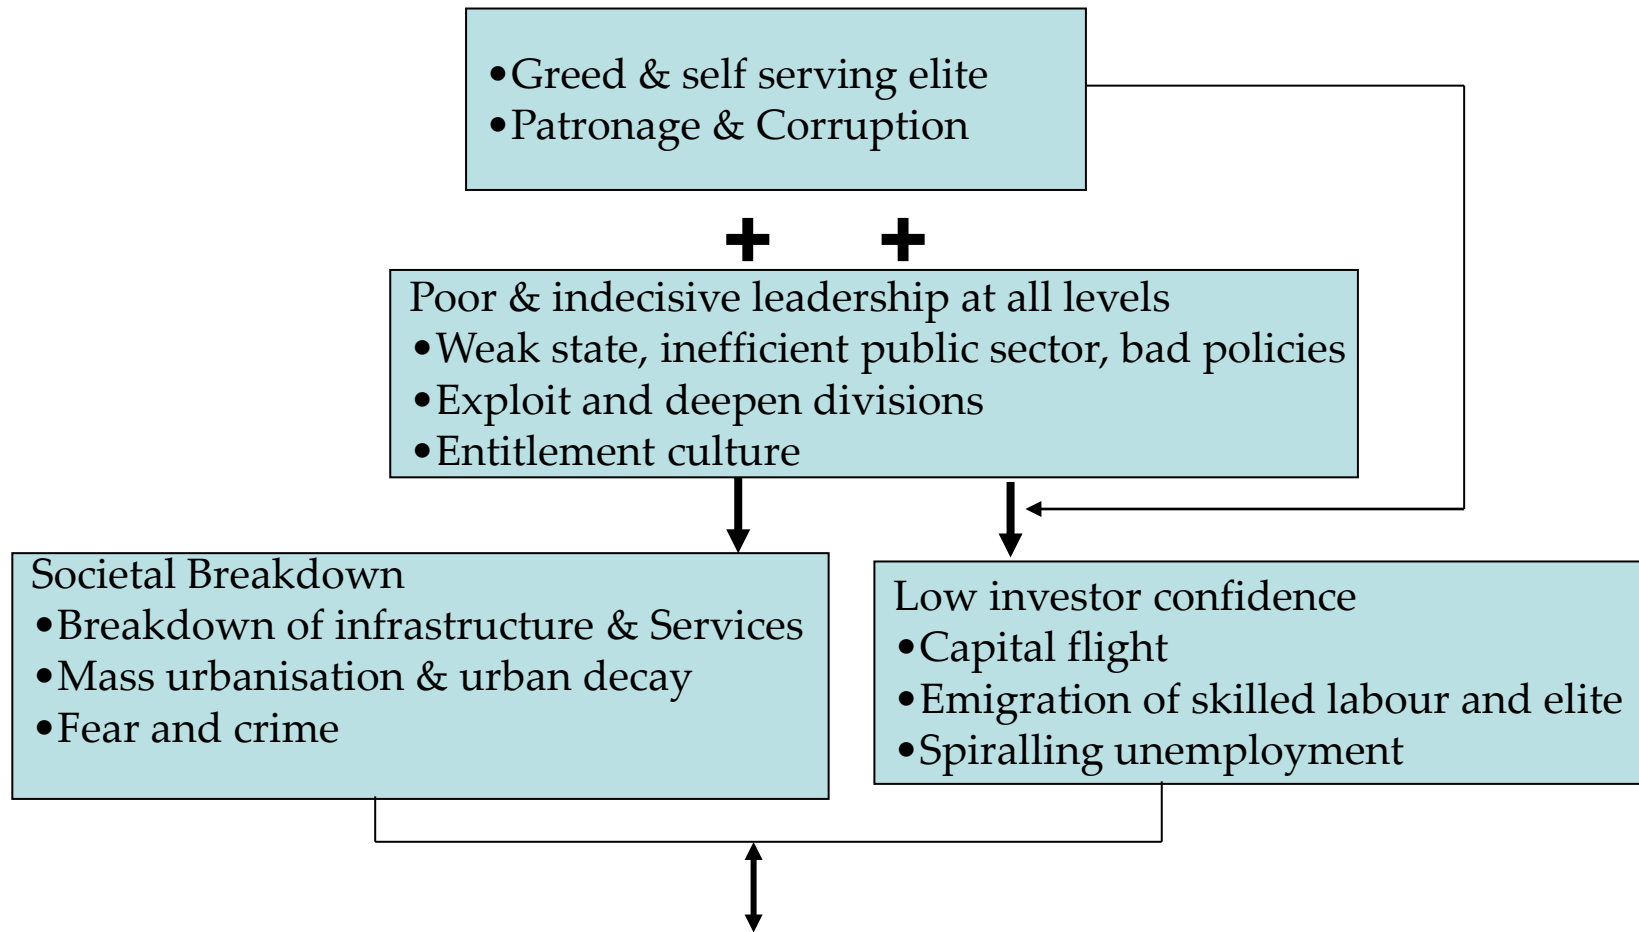 •Greed & self serving elite
•Patronage & Corruption
+ +
Poor & indecisive leadership at all levels
•Weak state, inefficient public sector, bad policies
•Exploit and deepen divisions
•Entitlement culture
Societal Breakdown
•Breakdown of infrastructure & Services
•Mass urbanisation & urban decay
•Fear and crime
Low investor confidence
•Capital flight
•Emigration of skilled labour and elite
•Spiralling unemployment